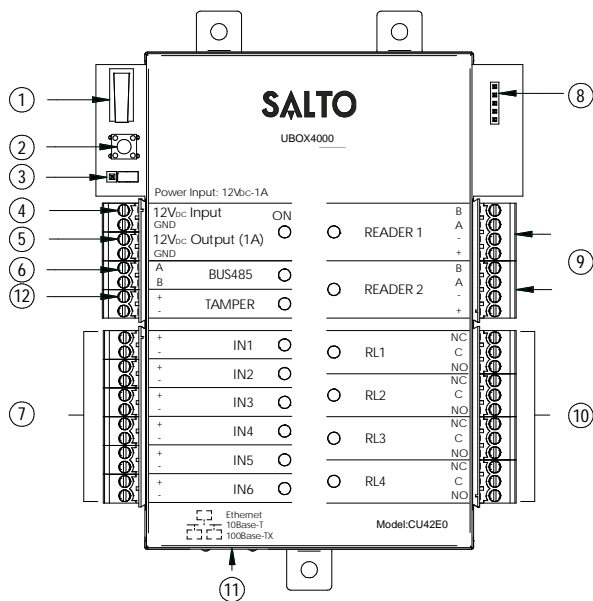 SALTO
UBOX4000
1
2
3
8
Power Input: 12VDC-1A
4
12VDC Input
GND
ON
5
12VDC Output (1A)
GND
6
A
B
BUS485
12
+
-
TAMPER
READER 1
B
A
-
+
READER 2
B
A
-
+
9
7
+
-
IN1
+
-
IN2
+
-
IN3
+
-
IN4
+
-
IN5
+
-
IN6
RL1
NC
C
NO
RL2
NC
C
NO
RL3
NC
C
NO
RL4
NC
C
NO
10
Ethernet
10Base-T
100Base-TX
Model:CU42E0
11